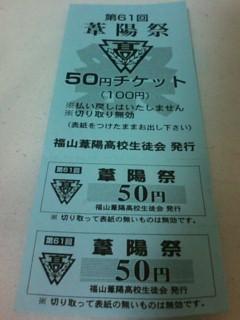 第61回
葦陽祭
高
50円チケット
（100円）
※払い戻しはいたしません
※切り取り無効
（表紙をつけたままお出し下さい）
福山葦陽高校生徒会 発行
第61回
葦陽祭
高
50円
福山葦陽高校生徒会 発行
※ 切り取って表紙の無いものは無効です。
第61回
葦陽祭
高
50円
福山葦陽高校生徒会 発行
※ 切り取って表紙の無いものは無効です。